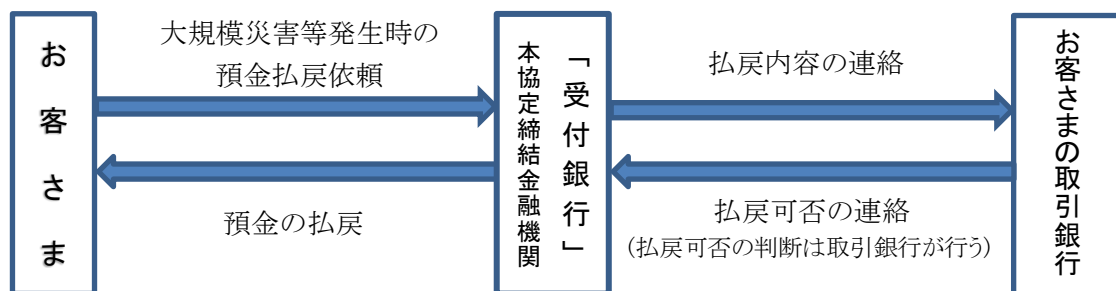 お客さま
大規模災害等発生時の
預金払戻依頼
預金の払戻
「受付銀行」
本協定締結金融機関
払戻内容の連絡
払戻可否の連絡
(払戻可否の判断は取引銀行が行う)
お客さまの取引銀行